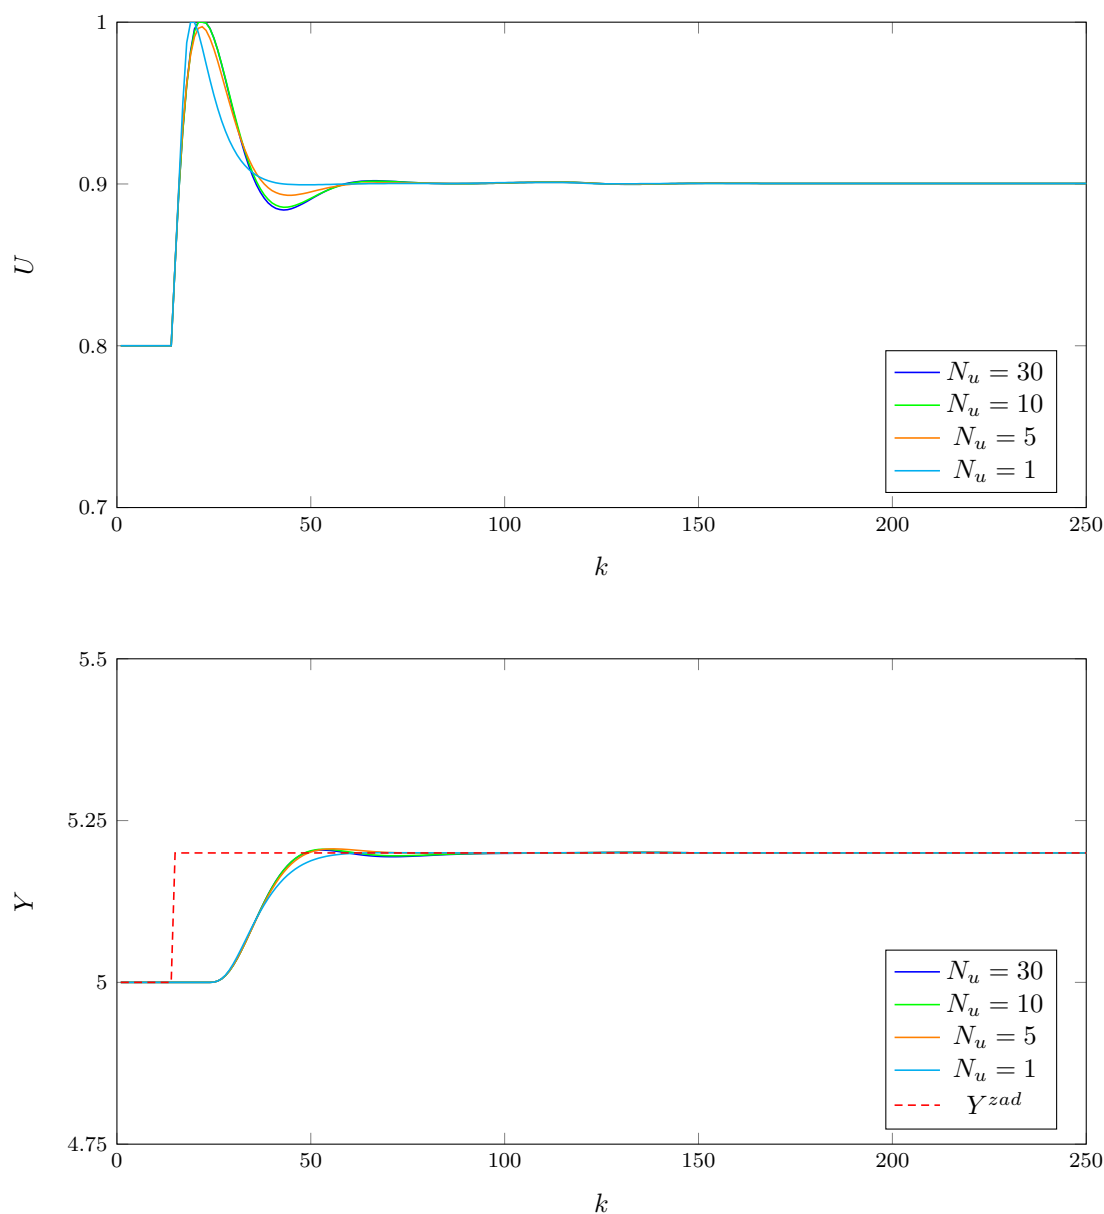 1
0.9
0.8
0.7
U
0
50
100
150
200
250
k
N_u = 30
N_u = 10
N_u = 5
N_u = 1
5.5
5.25
5
4.75
Y
0
50
100
150
200
250
k
N_u = 30
N_u = 10
N_u = 5
N_u = 1
Y^{zad}